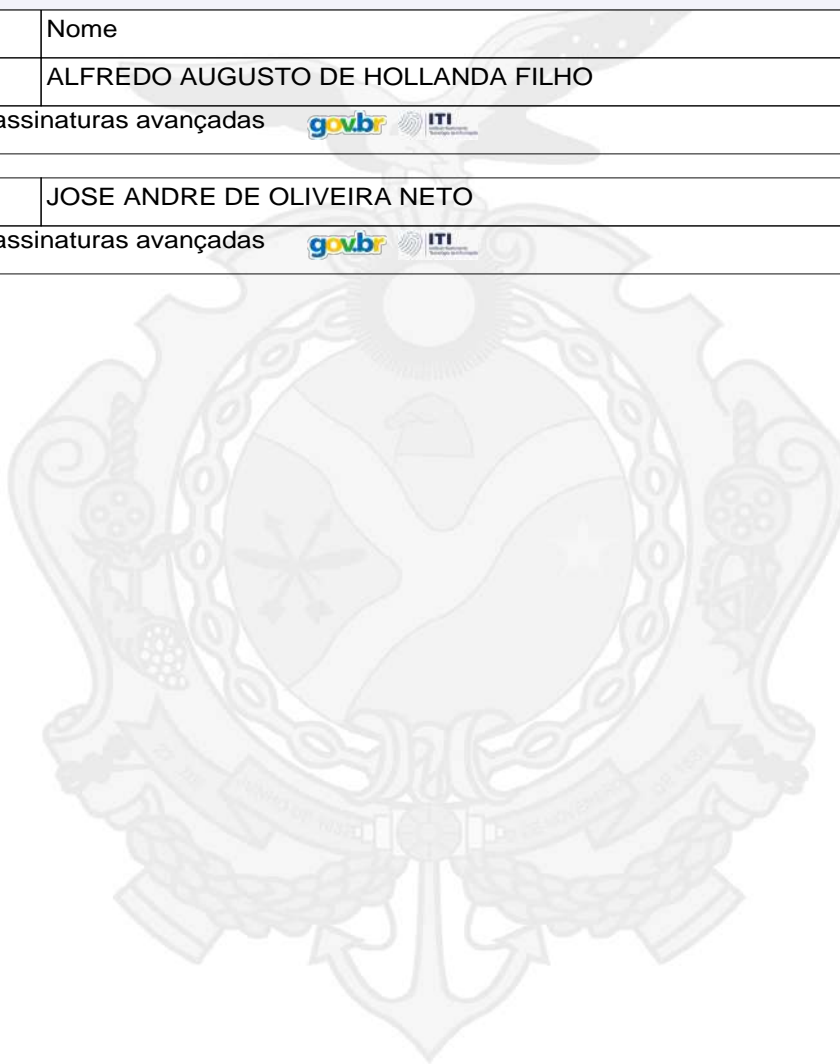 Nome
ALFREDO AUGUSTO DE HOLLANDA FILHO
assinaturas avançadas gov.br ITI
JOSE ANDRE DE OLIVEIRA NETO
assinaturas avançadas gov.br ITI